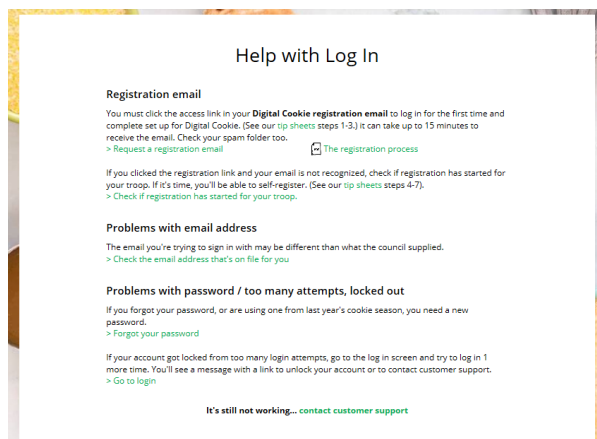 Help with Log In
Registration email
You must click the access link in your Digital Cookie registration email to log in for the first time and
complete set up for Digital Cookie. (See our tip sheets steps 1-3.) it can take up to 15 minutes to
receive the email. Check your spam folder too.
> Request a registration email The registration process
If you clicked the registration link and your email is not recognized, check if registration has started for
your troop. If it's time, you'll be able to self-register. (See our tip sheets steps 4-7).
> Check if registration has started for your troop.
Problems with email address
The email you're trying to sign in with may be different than what the council supplied.
> Check the email address that's on file for you
Problems with password / too many attempts, locked out
If you forgot your password, or are using one from last year's cookie season, you need a new
password.
> Forgot your password
If your account got locked from too many login attempts, go to the log in screen and try to log in 1
more time. You'll see a message with a link to unlock your account or to contact customer support.
> Go to login
It's still not working... contact customer support